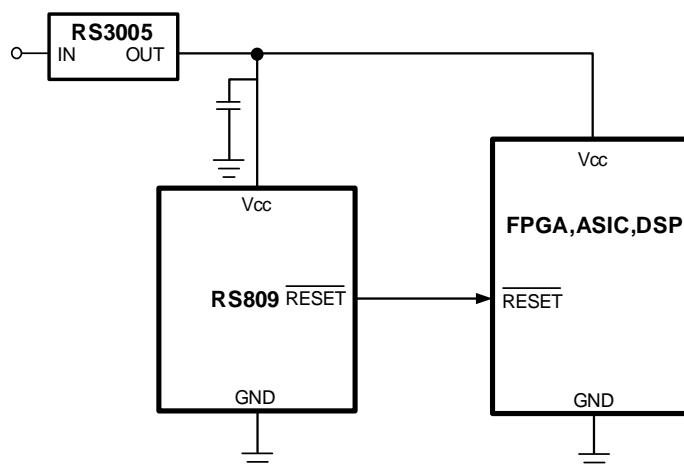 RS3005
IN OUT
Vcc
Vcc
FPGA,ASIC,DSP
RS809 RESET
RESET
GND
GND